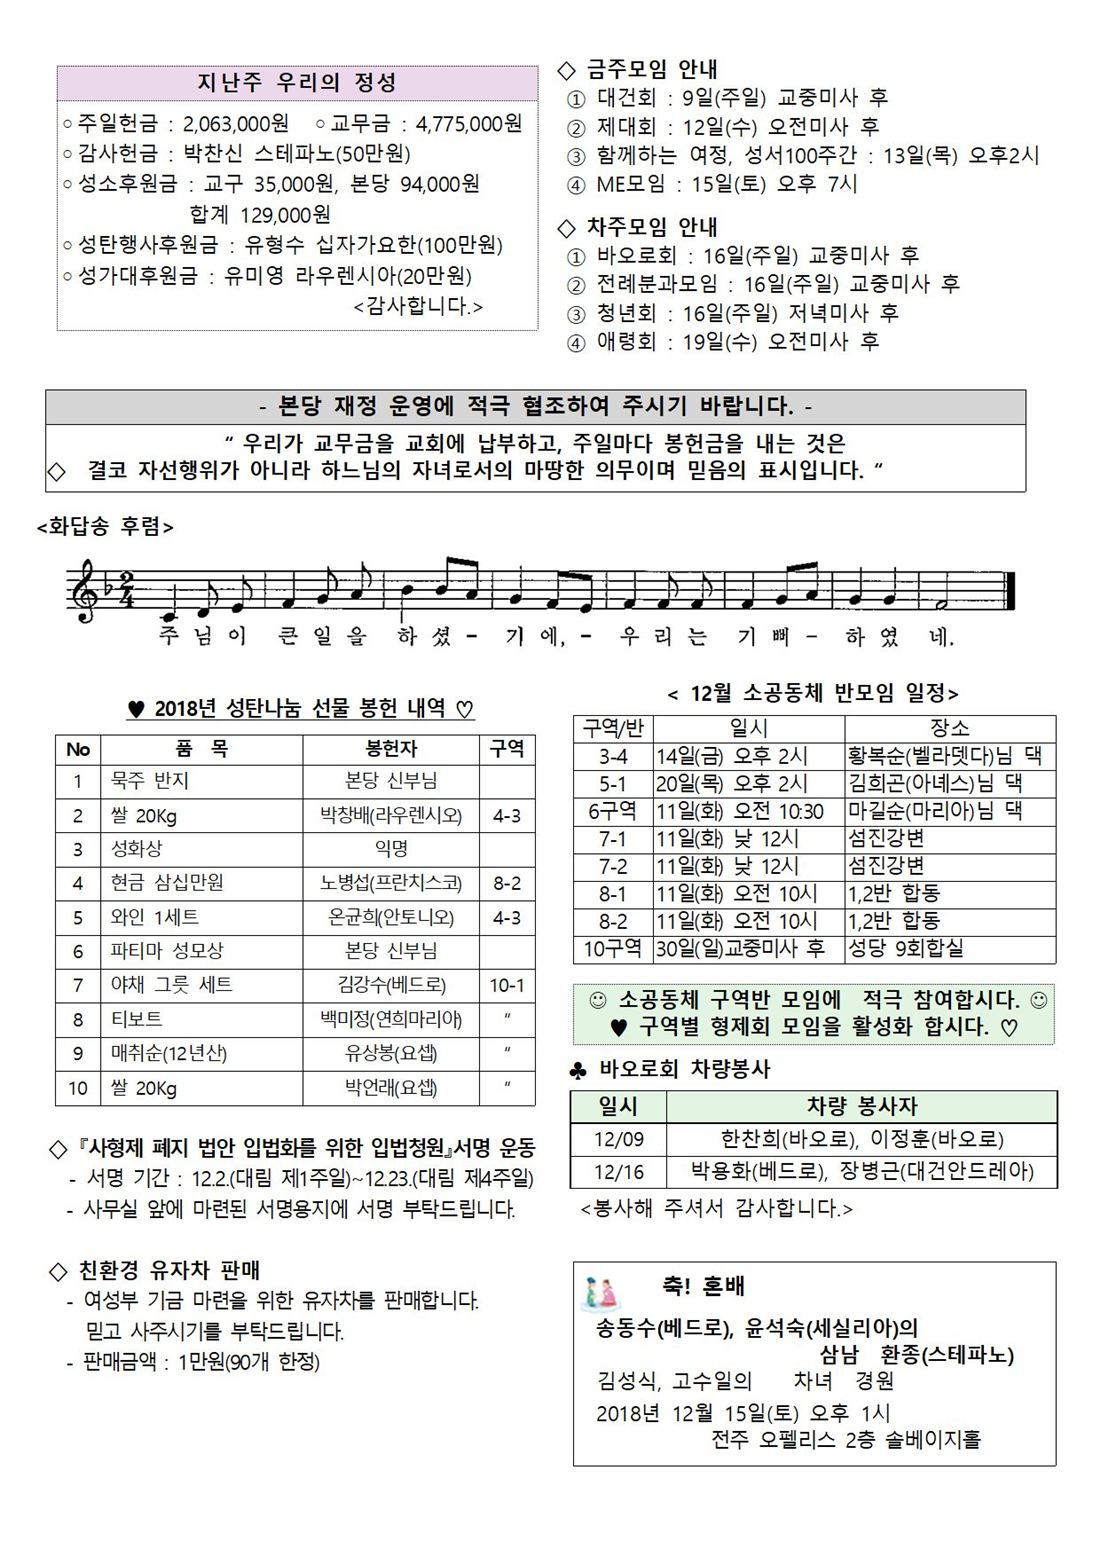 지난주 우리의 정성
○ 주일헌금 : 2,063,000원 ○ 교무금 : 4,775,000원
○ 감사헌금 : 박찬신 스테파노(50만원)
○ 성소후원금 : 교구 35,000원, 본당 94,000원
합계 129,000원
○ 성탄행사후원금 : 유형수 십자가요한(100만원)
○ 성가대후원금 : 유미영 라우렌시아(20만원)
<감사합니다.>
◇ 금주모임 안내
① 대건회 : 9일(주일) 교중미사 후
② 제대회 : 12일(수) 오전미사 후
③ 함께하는 여정, 성서100주간 : 13일(목) 오후2시
④ ME모임 : 15일(토) 오후 7시
◇ 차주모임 안내
① 바오로회 : 16일(주일) 교중미사 후
② 전례분과모임 : 16일(주일) 교중미사 후
③ 청년회 : 16일(주일) 저녁미사 후
④ 애령회 : 19일(수) 오전미사 후
- 본당 재정 운영에 적극 협조하여 주시기 바랍니다. -
“ 우리가 교무금을 교회에 납부하고, 주일마다 봉헌금을 내는 것은
◇ 결코 자선행위가 아니라 하느님의 자녀로서의 마땅한 의무이며 믿음의 표시입니다. “
<화답송 후렴>
2
4
주 님 이 큰 일 을 하 셨 - 기 에, - 우 리 는 기 뻐 - 하 였 네.
♥ 2018년 성탄나눔 선물 봉헌 내역 ♡
No 품 목 봉헌자 구역
1 묵주 반지 본당 신부님
2 쌀 20Kg 박창배(라우렌시오) 4-3
3 성화상 익명
4 현금 삼십만원 노병섭(프란치스코) 8-2
5 와인 1세트 온균희(안토니오) 4-3
6 파티마 성모상 본당 신부님
7 야채 그릇 세트 김강수(베드로) 10-1
8 티보트 백미정(연희마리아) “
9 매취순(12년산) 유상봉(요셉) “
10 쌀 20Kg 박언래(요셉) “
◇ 『사형제 폐지 법안 입법화를 위한 입법청원』서명 운동
- 서명 기간 : 12.2.(대림 제1주일)~12.23.(대림 제4주일)
- 사무실 앞에 마련된 서명용지에 서명 부탁드립니다.
◇ 친환경 유자차 판매
- 여성부 기금 마련을 위한 유자차를 판매합니다.
믿고 사주시기를 부탁드립니다.
- 판매금액 : 1만원(90개 한정)
< 12월 소공동체 반모임 일정>
구역/반 일시 장소
3-4 14일(금) 오후 2시 황복순(벨라뎃다)님 댁
5-1 20일(목) 오후 2시 김희곤(아녜스)님 댁
6구역 11일(화) 오전 10:30 마길순(마리아)님 댁
7-1 11일(화) 낮 12시 섬진강변
7-2 11일(화) 낮 12시 섬진강변
8-1 11일(화) 오전 10시 1,2반 합동
8-2 11일(화) 오전 10시 1,2반 합동
10구역 30일(일)교중미사 후 성당 9회합실
☺ 소공동체 구역반 모임에 적극 참여합시다. ☺
♥ 구역별 형제회 모임을 활성화 합시다. ♡
♣ 바오로회 차량봉사
일시 차량 봉사자
12/09 한찬희(바오로), 이정훈(바오로)
12/16 박용화(베드로), 장병근(대건안드레아)
<봉사해 주셔서 감사합니다.>
축! 혼배
송동수(베드로), 윤석숙(세실리아)의
삼남 환종(스테파노)
김성식, 고수일의 차녀 경원
2018년 12월 15일(토) 오후 1시
전주 오펠리스 2층 솔베이지홀